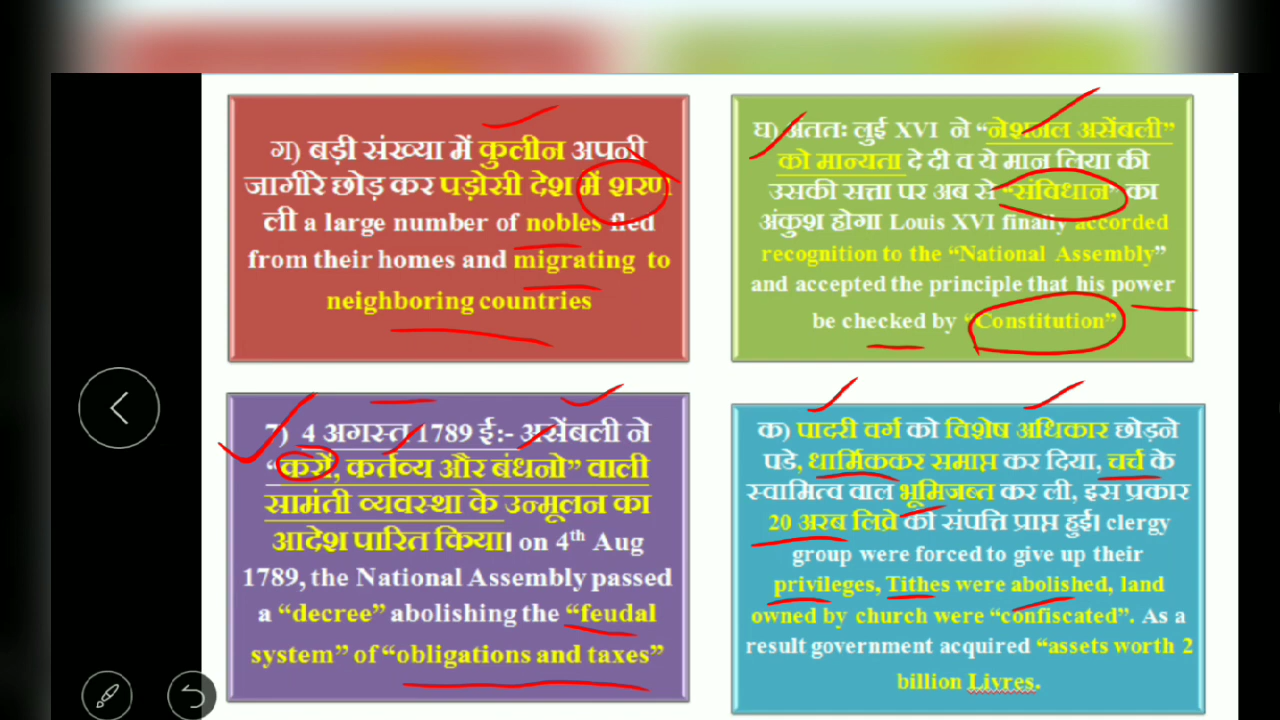 ग) बड़ी संख्या में कुलीन अपनी
जागीरे छोड़ कर पड़ोसी देश में शरण
ली a large number of nobles fled
from their homes and migrating to
neighboring countries
घ) अंततः लुई XVI ने "नेशनल असेंबली"
को मान्यता दे दी व ये मान लिया की
उसकी सत्ता पर अब से "संविधान" का
अंकुश होगा Louis XVI finally accorded
recognition to the "National Assembly"
and accepted the principle that his power
be checked by "Constitution"
7) 4 अगस्त 1789 ई:- असेंबली ने
"करों, कर्तव्य और बंधनो" वाली
सामंती व्यवस्था के उन्मूलन का
आदेश पारित किया। on 4th Aug
1789, the National Assembly passed
a "decree" abolishing the "feudal
system" of "obligations and taxes"
क) पादरी वर्ग को विशेष अधिकार छोड़ने
पडे, धार्मिककर समाप्त कर दिया, चर्च के
स्वामित्व वाल भूमिजब्त कर ली, इस प्रकार
20 अरब लिव्रे की संपत्ति प्राप्त हुई। clergy
group were forced to give up their
privileges, Tithes were abolished, land
owned by church were "confiscated". As a
result government acquired "assets worth 2
billion Livres.